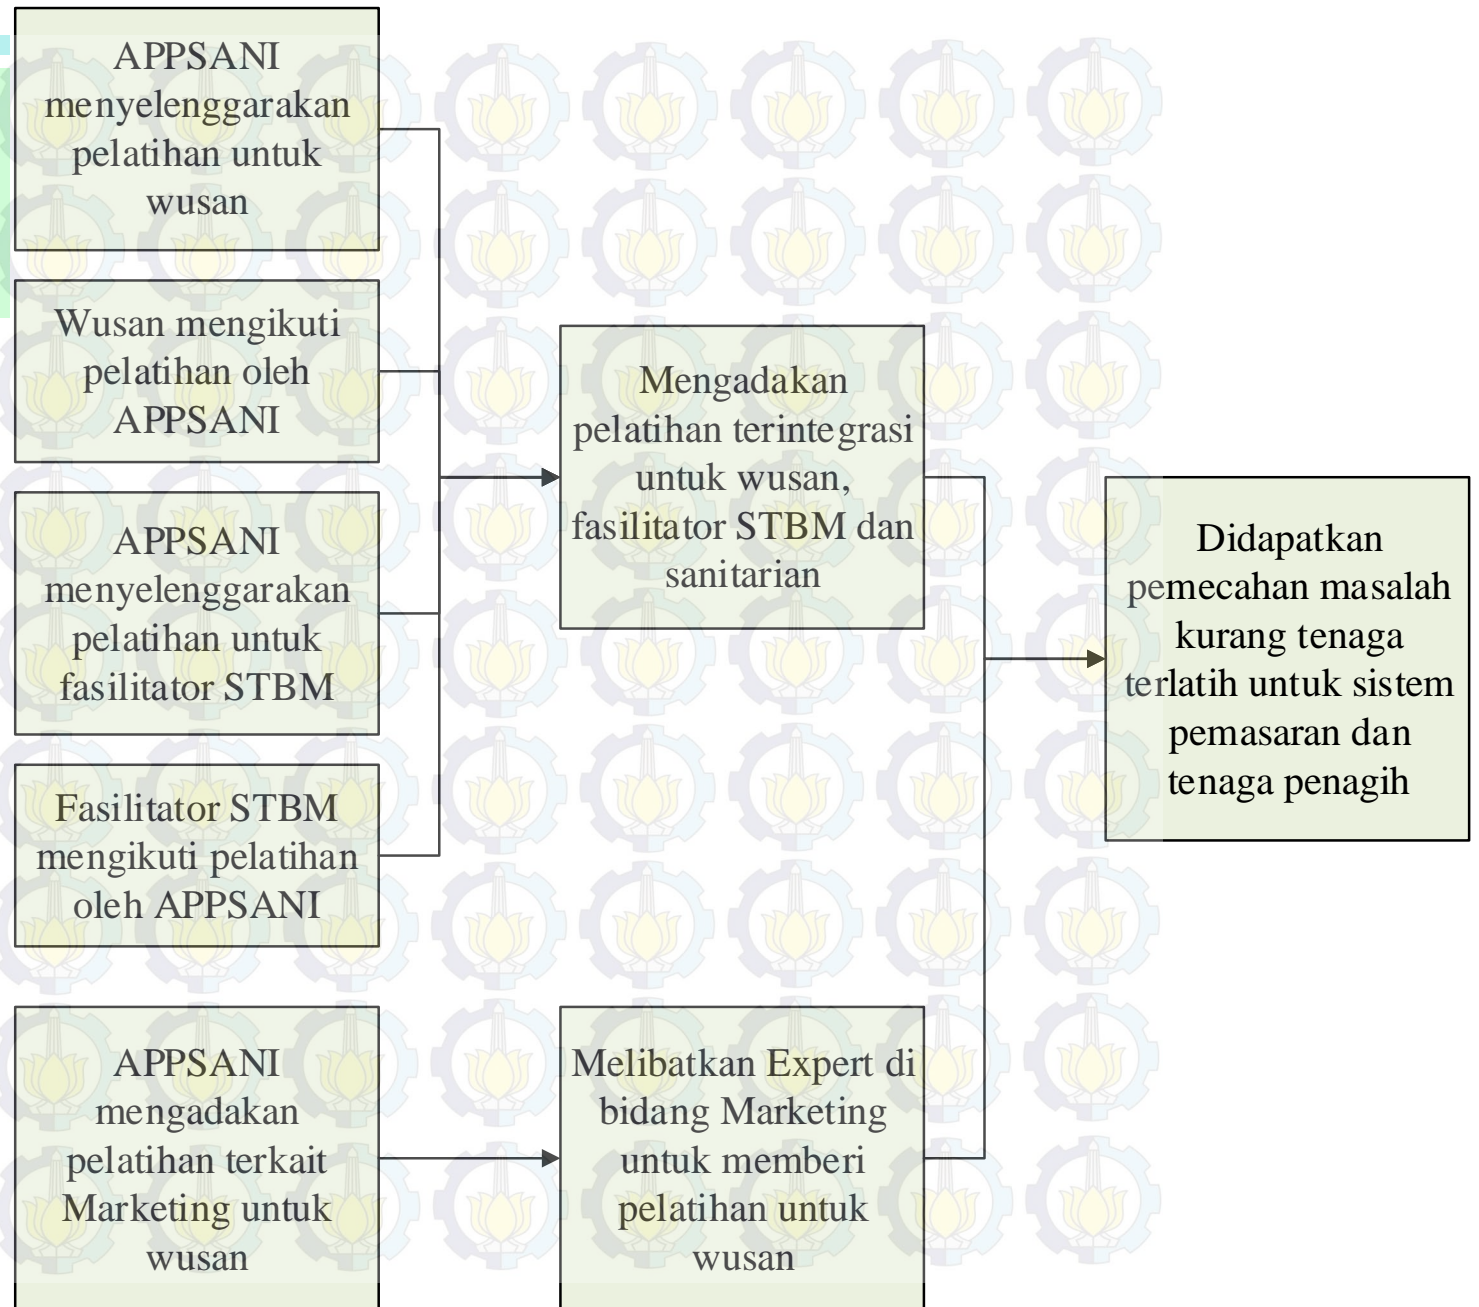 APPSANI
menyelenggarakan
pelatihan untuk
wusan
Wusan mengikuti
pelatihan oleh
APPSANI
APPSANI
menyelenggarakan
pelatihan untuk
fasilitator STBM
Fasilitator STBM
mengikuti pelatihan
oleh APPSANI
APPSANI
mengadakan
pelatihan terkait
Marketing untuk
wusan
Mengadakan
pelatihan terintegrasi
untuk wusan,
fasilitator STBM dan
sanitarian
Melibatkan Expert di
bidang Marketing
untuk memberi
pelatihan untuk
wusan
Didapatkan
pemecahan masalah
kurang tenaga
terlatih untuk sistem
pemasaran dan
tenaga penagih